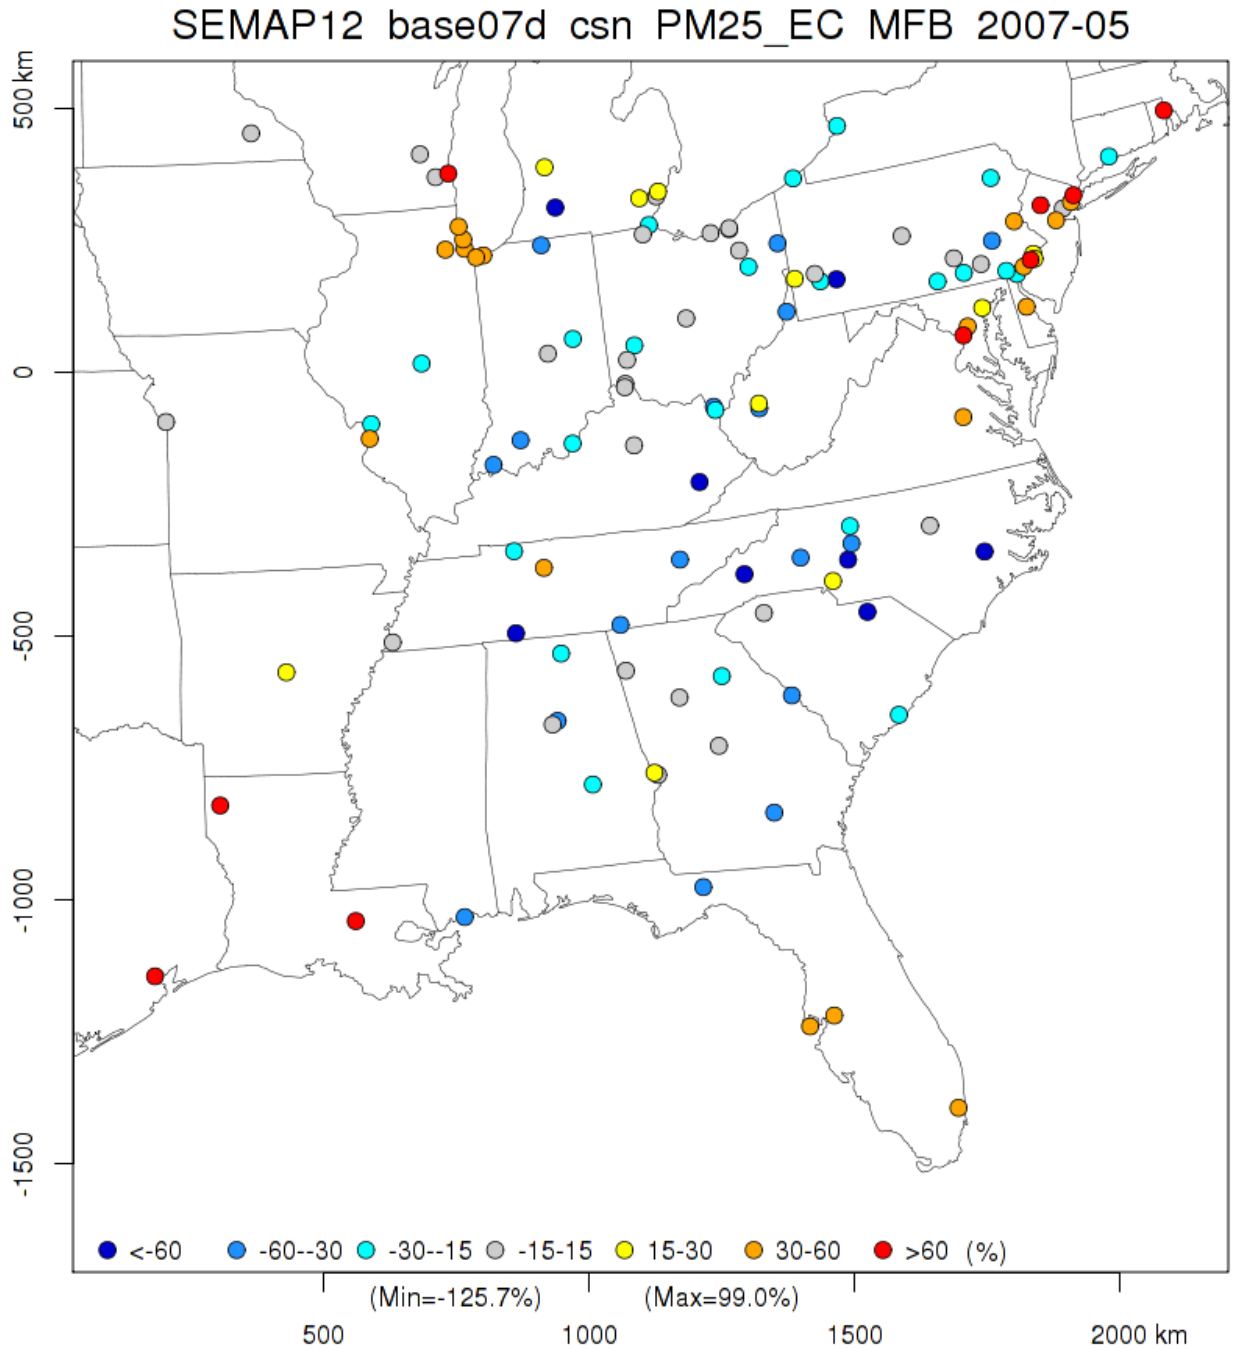 SEMAP12 base07d csn PM25_EC MFB 2007-05
500 km
0
-500
-1000
-1500
<-60 -60--30 -30--15 -15-15 15-30 30-60 >60 (%)
(Min=-125.7%) (Max=99.0%)
500 1000 1500 2000 km